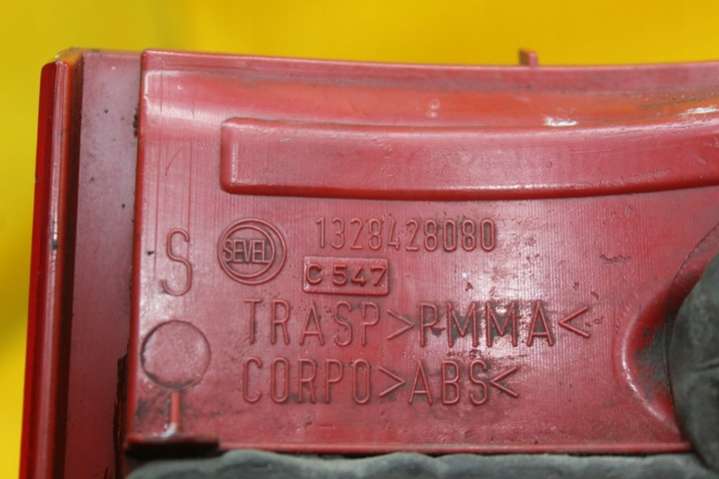 S
SEVEL
1328428080
C 547
TRASP>PMMA<
CORPO>ABS<